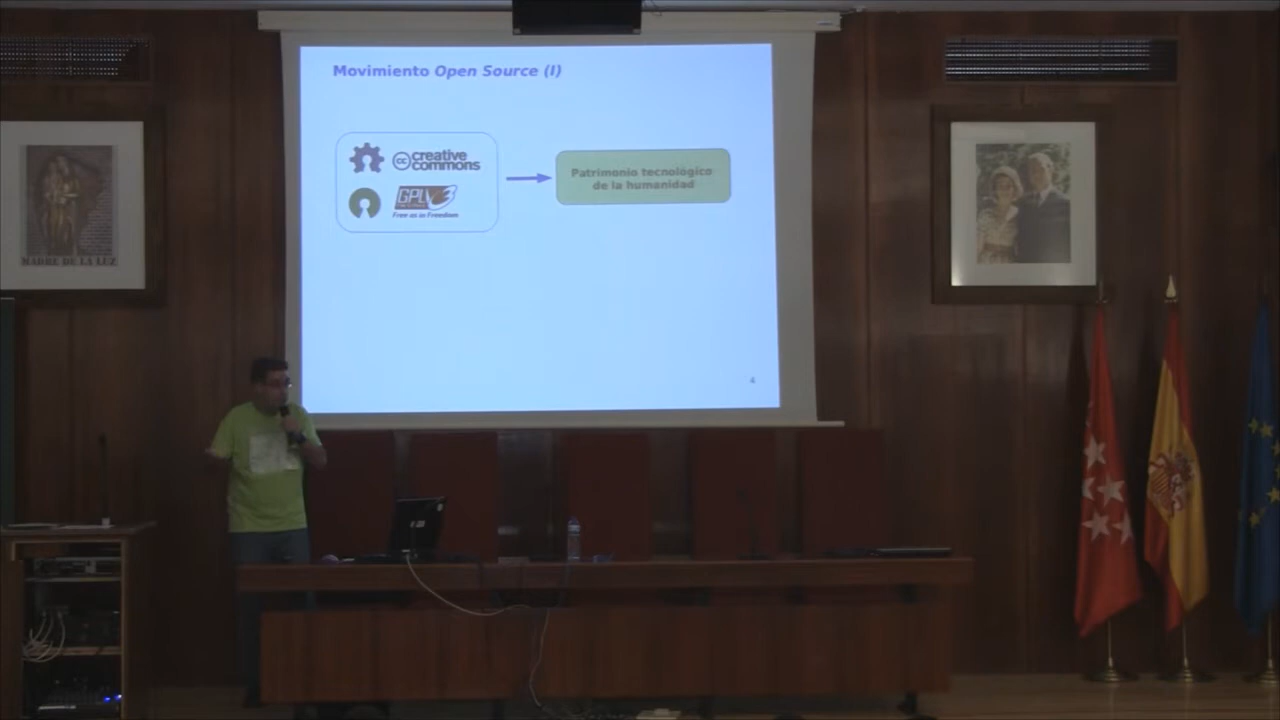 Movimiento Open Source (I)
creative
commons
cc
GPLv3
Free as in Freedom
Patrimonio tecnológico
de la humanidad
4
MADRE DE LA LUZ